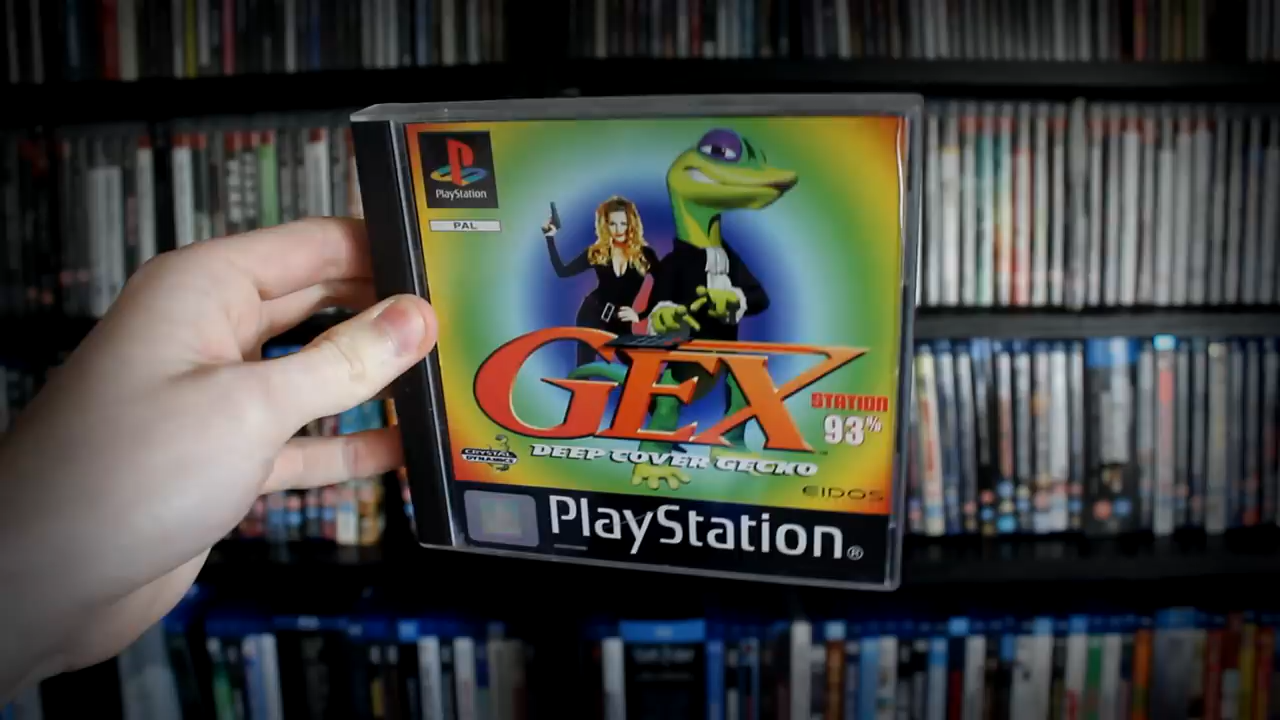 PlayStation
PAL
GEX
STATION
93%
DEEP COVER GECKO
CRYSTAL
DYNAMICS
EIDOS
PlayStation®